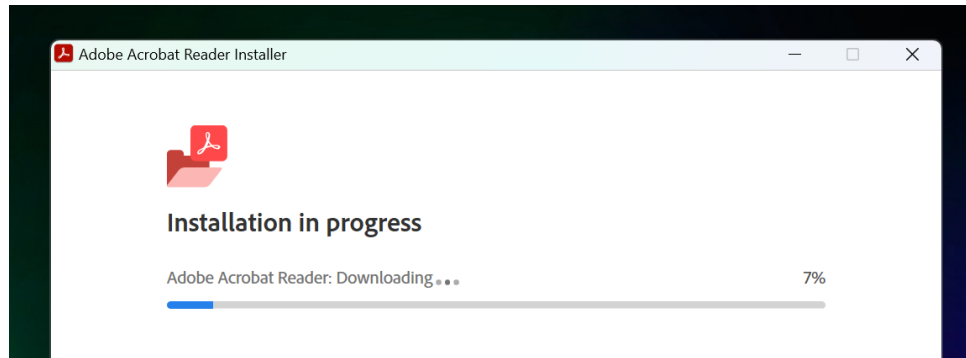 Adobe Acrobat Reader Installer
Installation in progress
Adobe Acrobat Reader: Downloading... 7%